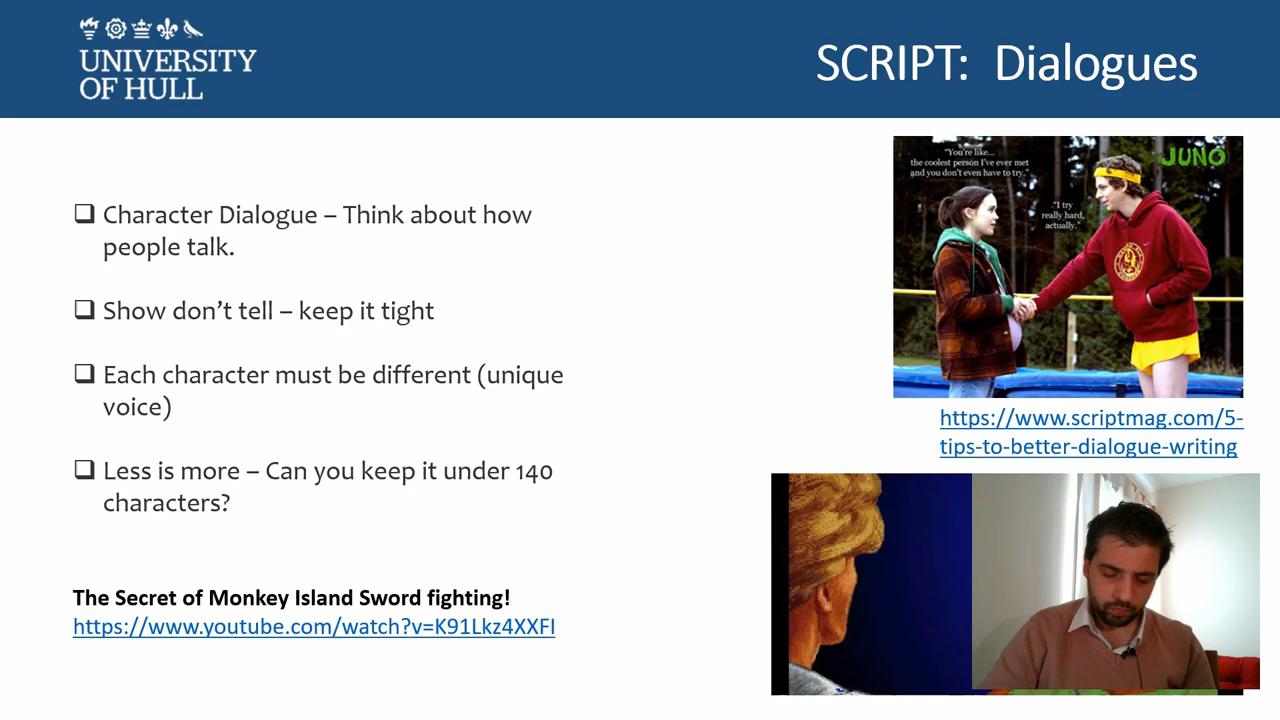 UNIVERSITY
OF HULL
SCRIPT: Dialogues
❑ Character Dialogue – Think about how
people talk.
❑ Show don’t tell – keep it tight
❑ Each character must be different (unique
voice)
❑ Less is more – Can you keep it under 140
characters?
The Secret of Monkey Island Sword fighting!
https://www.youtube.com/watch?v=K91Lkz4XXFI
"You're like...
the coolest person I've ever met
and you don't even have to try."
JUNO
"I try
really hard,
actually."
https://www.scriptmag.com/5-
tips-to-better-dialogue-writing